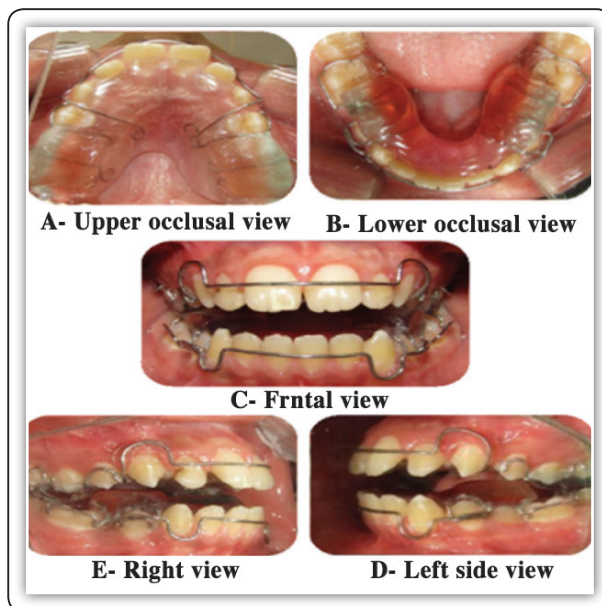 A- Upper occlusal view
B- Lower occlusal view
C- Frntal view
E- Right view
D- Left side view